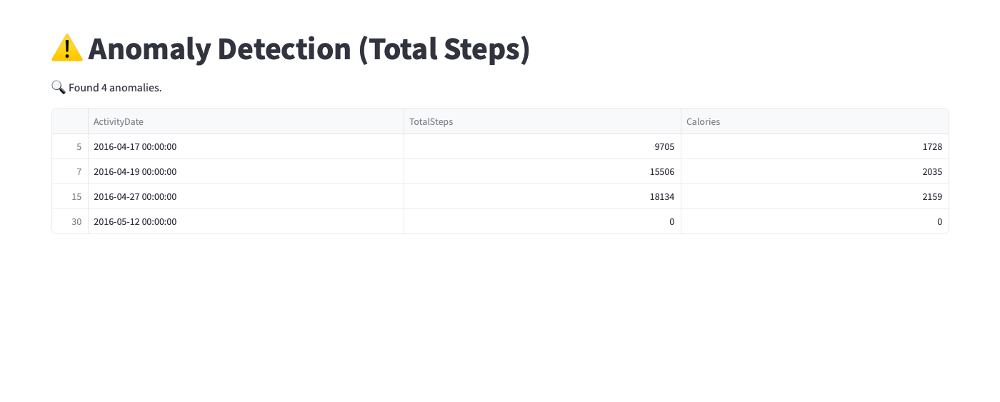 ⚠️ Anomaly Detection (Total Steps)
🔍 Found 4 anomalies.
ActivityDate TotalSteps Calories
5 2016-04-17 00:00:00 9705 1728
7 2016-04-19 00:00:00 15506 2035
15 2016-04-27 00:00:00 18134 2159
30 2016-05-12 00:00:00 0 0